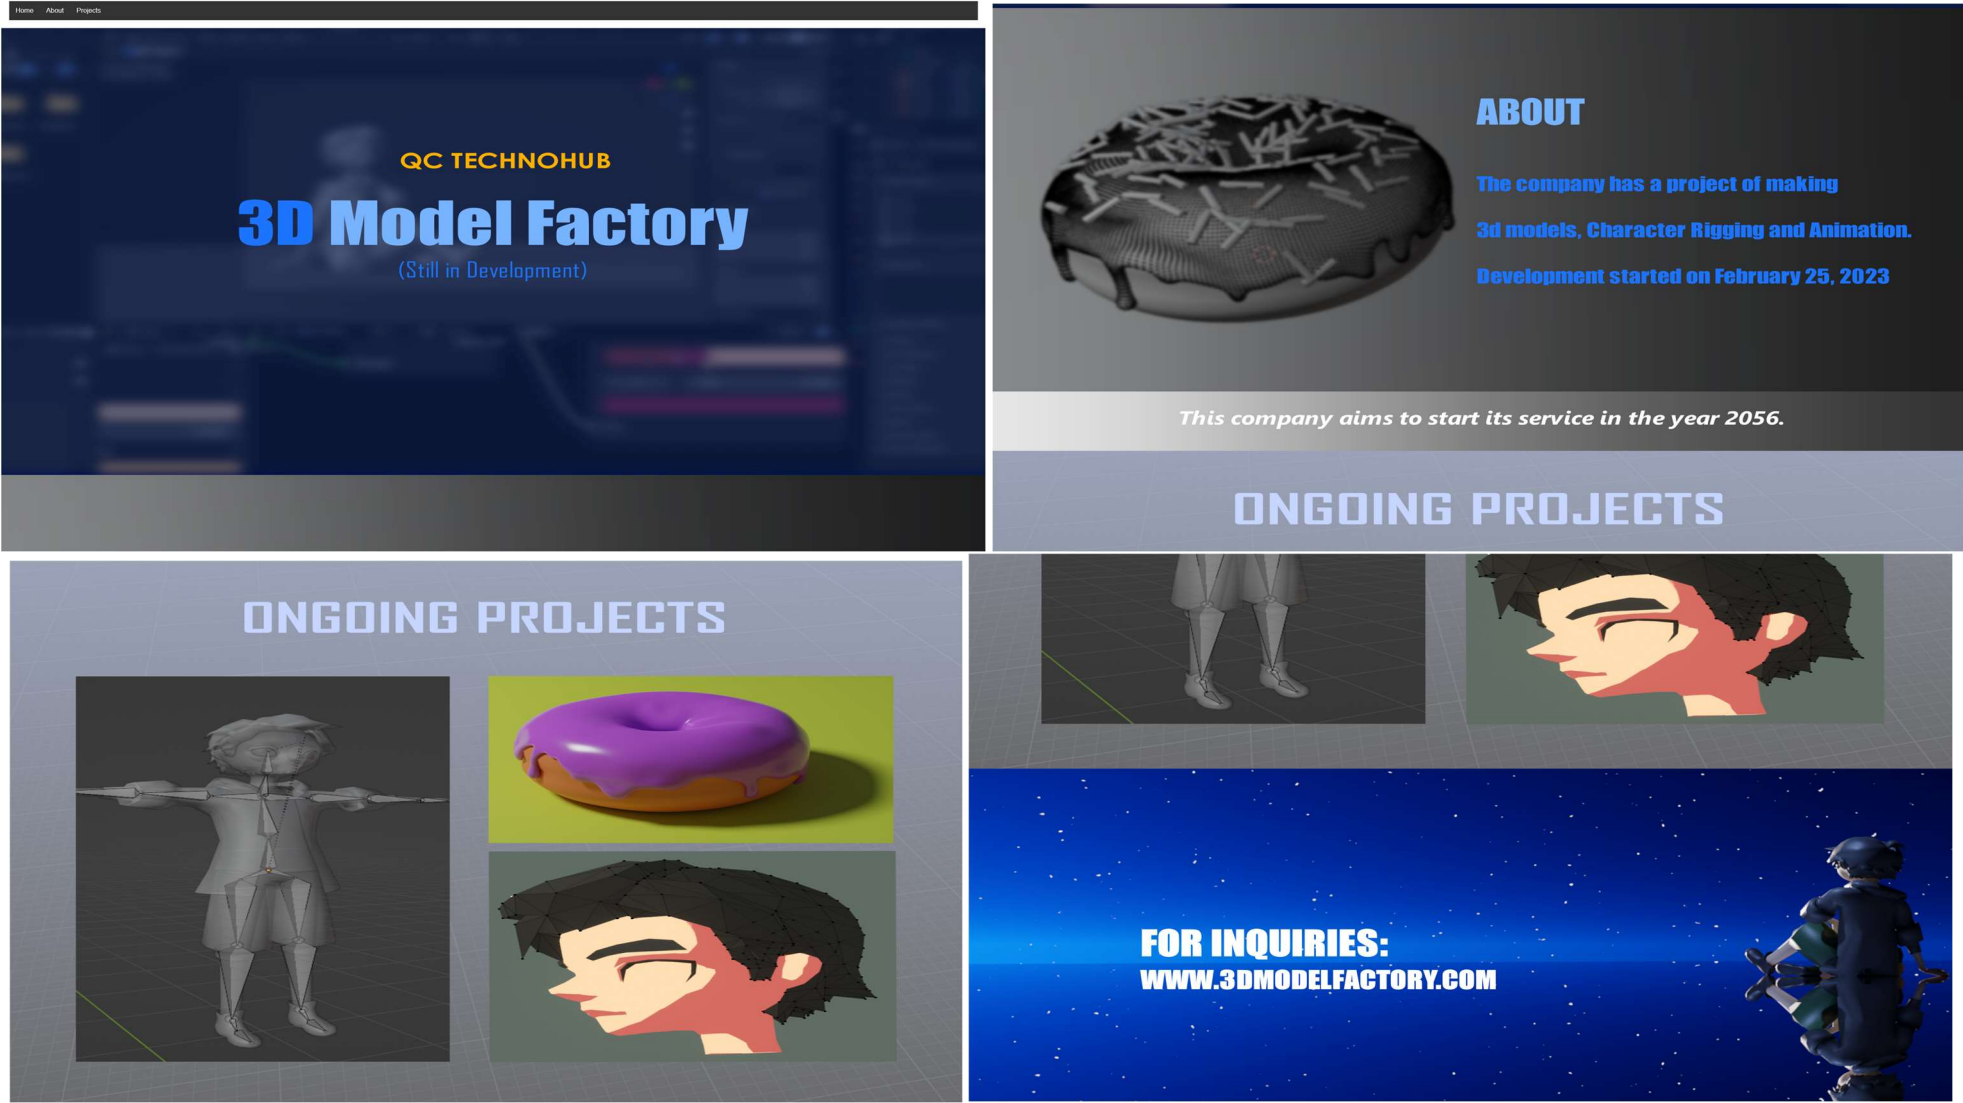 Home About Projects
QC TECHNOHUB
3D Model Factory
(Still in Development)
ABOUT
The company has a project of making
3d models, Character Rigging and Animation.
Development started on February 25, 2023
This company aims to start its service in the year 2056.
ONGOING PROJECTS
ONGOING PROJECTS
FOR INQUIRIES:
WWW.3DMODELFACTORY.COM